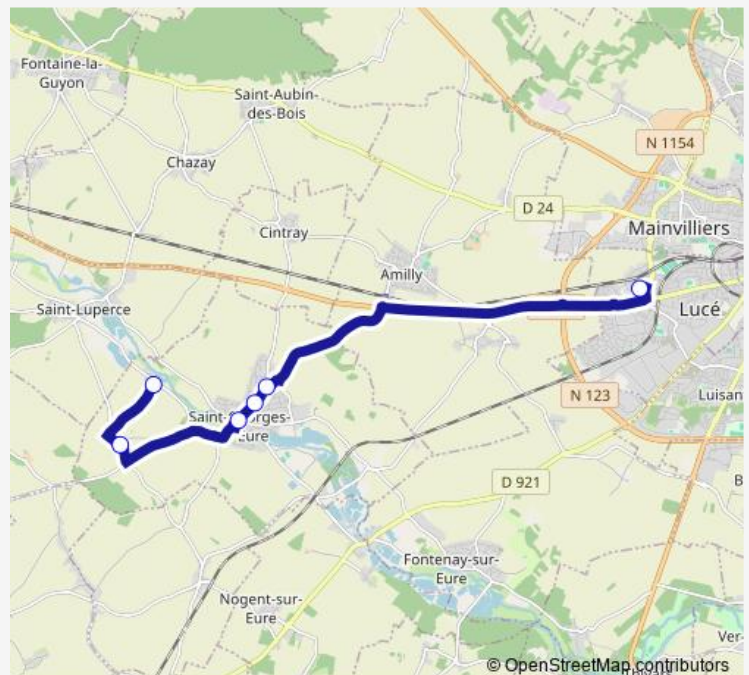 Fontaine-la-
Guyon
Saint-Aubin-
des-Bois
Chazay
N 1154
D 24
Mainvilliers
Cintray
Amilly
Saint-Luperce
Lucé
N 123
Luisan
Eure
D 921
B
Fontenay-sur-
Eure
Nogent-sur-
Eure
Ver-
© OpenStreetMap contributors